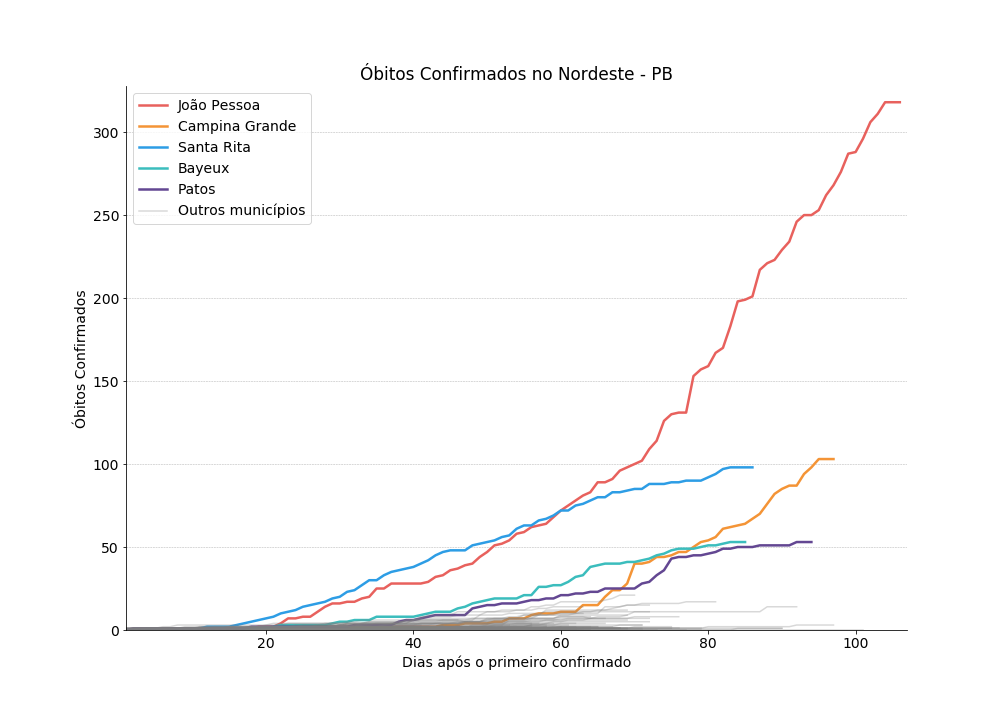 Óbitos Confirmados no Nordeste - PB
João Pessoa
Campina Grande
Santa Rita
Bayeux
Patos
Outros municípios
Óbitos Confirmados
300
250
200
150
100
50
0
20
40
60
80
100
Dias após o primeiro confirmado